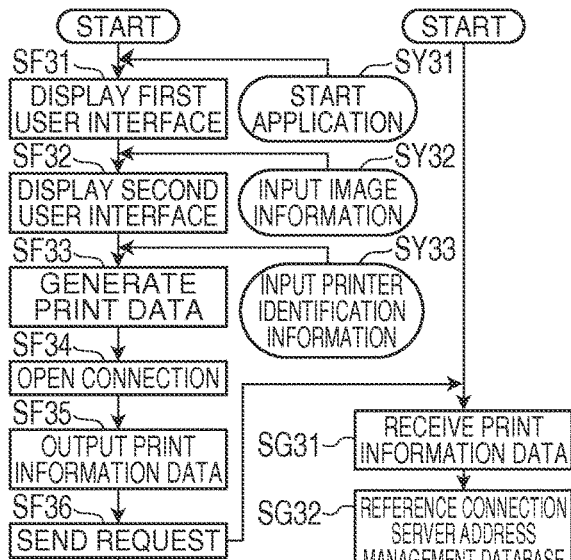 START
START
SF31
SY31
DISPLAY FIRST
USER INTERFACE
START
APPLICATION
SF32
SY32
DISPLAY SECOND
USER INTERFACE
INPUT IMAGE
INFORMATION
SF33
SY33
GENERATE
PRINT DATA
INPUT PRINTER
IDENTIFICATION
INFORMATION
SF34
OPEN CONNECTION
SF35
OUTPUT PRINT
INFORMATION DATA
SG31
RECEIVE PRINT
INFORMATION DATA
SF36
SEND REQUEST
SG32
REFERENCE CONNECTION
SERVER ADDRESS
MANAGEMENT DATABASE